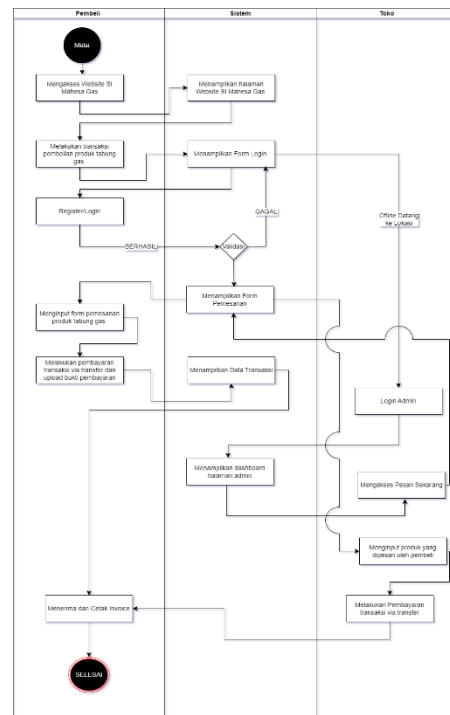 Pembeli
Sistem
Toko
Mulai
Mengakses Website SI
Mahesa Gas
Menampilkan halaman
Website SI Mahesa Gas
Melakukan transaksi
pembelian produk tabung
gas
Menampilkan Form Login
Register/Login
GAGAL
Ofline Datang
ke Lokasi
BERHASIL
Validasi
Menampilkan Form
Pemesanan
Menginput form pemesanan
produk tabung gas
Melakukan pembayaran
transaksi via transfer dan
upload bukti pembayaran
Menampilkan Data Transaksi
Login Admin
Menampilkan dashboard
halaman admin
Mengakses Pesan Sekarang
Menginput produk yang
dipesan oleh pembeli
Menerima dan Cetak Invoice
Melakukan Pembayaran
transaksi via transfer
SELESAI